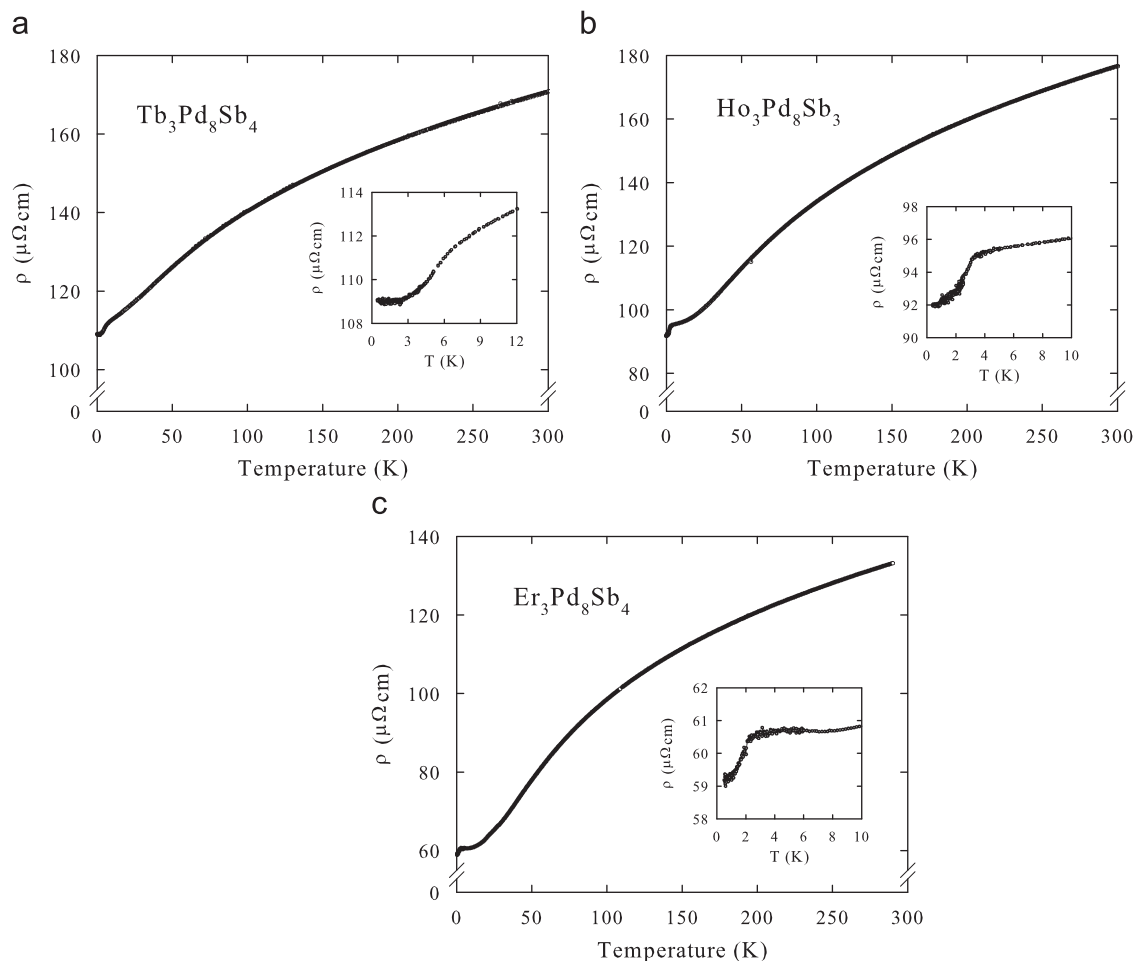 a
180
160
140
120
100
0
ρ (μΩcm)
Tb₃Pd₈Sb₄
114
112
110
108
ρ (μΩcm)
0 3 6 9 12
T (K)
0 50 100 150 200 250 300
Temperature (K)
b
180
160
140
120
100
80
0
ρ (μΩcm)
Ho₃Pd₈Sb₃
98
96
94
92
90
ρ (μΩcm)
0 2 4 6 8 10
T (K)
0 50 100 150 200 250 300
Temperature (K)
c
140
120
100
80
60
0
ρ (μΩcm)
Er₃Pd₈Sb₄
62
61
60
59
58
ρ (μΩcm)
0 2 4 6 8 10
T (K)
0 50 100 150 200 250 300
Temperature (K)